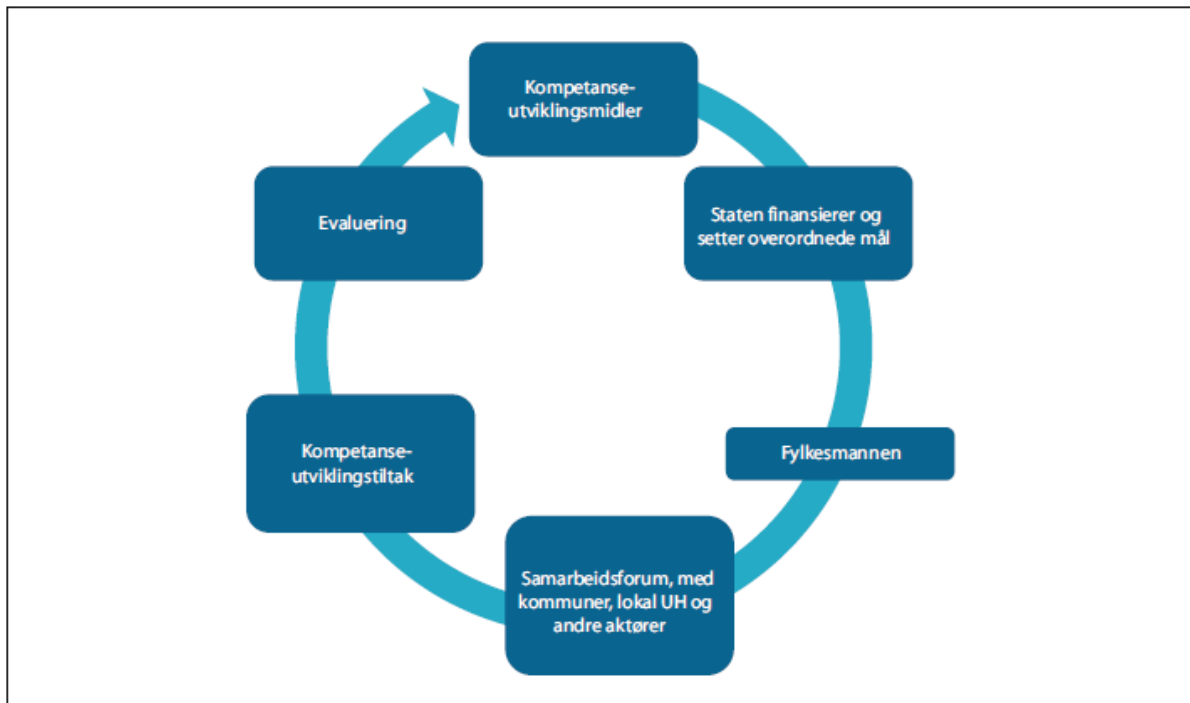 Kompetanse-
utviklingsmidler
Staten finansierer og
setter overordnede mål
Fylkesmannen
Samarbeidsforum, med
kommuner, lokal UH og
andre aktører
Kompetanse-
utviklingstiltak
Evaluering